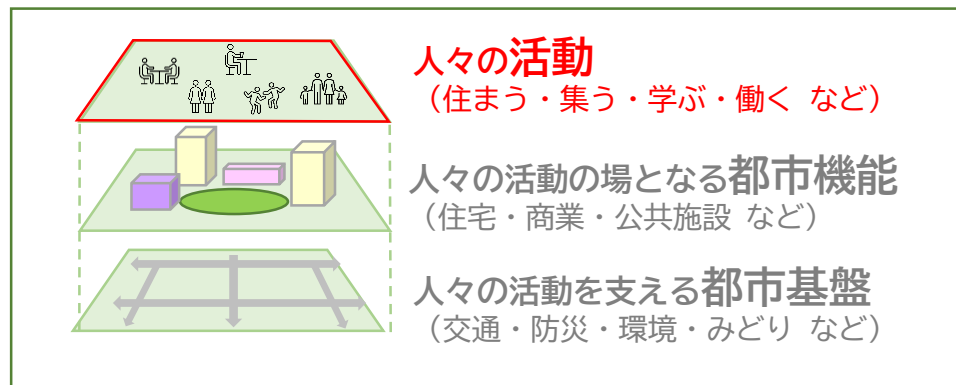 人々の活動
（住まう・集う・学ぶ・働く など）
人々の活動の場となる都市機能
（住宅・商業・公共施設 など）
人々の活動を支える都市基盤
（交通・防災・環境・みどり など）